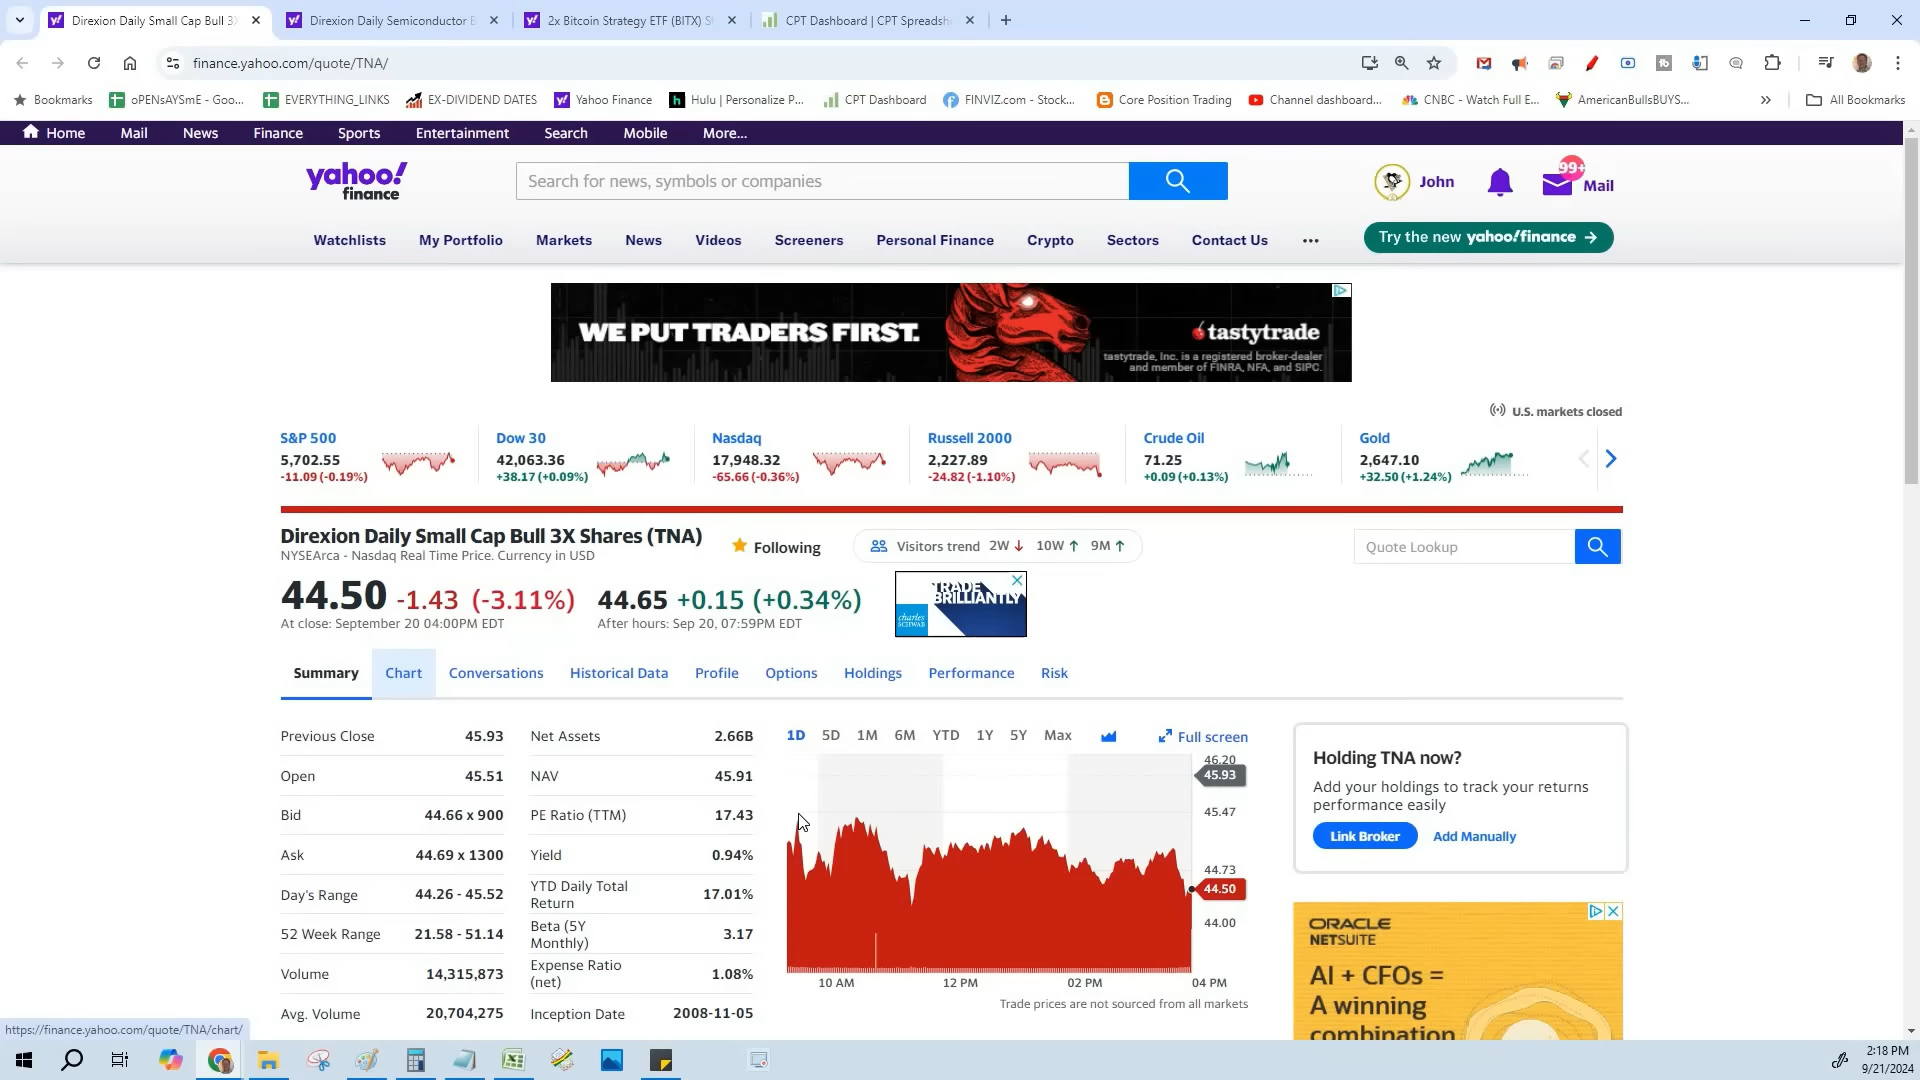 Direxion Daily Small Cap Bull 3X
Direxion Daily Semiconductor B
2x Bitcoin Strategy ETF (BITX) S
CPT Dashboard | CPT Spreadsh
finance.yahoo.com/quote/TNA/
Bookmarks
oPENsAYSmE - Goo...
EVERYTHING_LINKS
EX-DIVIDEND DATES
Yahoo Finance
Hulu | Personalize P...
CPT Dashboard
FINVIZ.com - Stock...
Core Position Trading
Channel dashboard...
CNBC - Watch Full E...
AmericanBullsBUYS...
All Bookmarks
Home Mail News Finance Sports Entertainment Search Mobile More...
yahoo!
finance
Search for news, symbols or companies
John
99+
Mail
Watchlists My Portfolio Markets News Videos Screeners Personal Finance Crypto Sectors Contact Us ...
Try the new yahoo!finance →
WE PUT TRADERS FIRST.
tastytrade
tastytrade, Inc. is a registered broker-dealer
and member of FINRA, NFA, and SIPC.
U.S. markets closed
S&P 500
5,702.55
-11.09 (-0.19%)
Dow 30
42,063.36
+38.17 (+0.09%)
Nasdaq
17,948.32
-65.66 (-0.36%)
Russell 2000
2,227.89
-24.82 (-1.10%)
Crude Oil
71.25
+0.09 (+0.13%)
Gold
2,647.10
+32.50 (+1.24%)
Direxion Daily Small Cap Bull 3X Shares (TNA)
NYSEArca - Nasdaq Real Time Price. Currency in USD
Following
Visitors trend 2W ↓ 10W ↑ 9M ↑
Quote Lookup
44.50 -1.43 (-3.11%)
At close: September 20 04:00PM EDT
44.65 +0.15 (+0.34%)
After hours: Sep 20, 07:59PM EDT
TRADE
BRILLIANTLY
charles
SCHWAB
Summary Chart Conversations Historical Data Profile Options Holdings Performance Risk
Previous Close 45.93
Open 45.51
Bid 44.66 x 900
Ask 44.69 x 1300
Day's Range 44.26 - 45.52
52 Week Range 21.58 - 51.14
Volume 14,315,873
Avg. Volume 20,704,275
Net Assets 2.66B
NAV 45.91
PE Ratio (TTM) 17.43
Yield 0.94%
YTD Daily Total
Return 17.01%
Beta (5Y
Monthly) 3.17
Expense Ratio
(net) 1.08%
Inception Date 2008-11-05
1D 5D 1M 6M YTD 1Y 5Y Max
Full screen
46.20
45.93
45.47
44.73
44.50
44.00
10 AM 12 PM 02 PM 04 PM
Trade prices are not sourced from all markets
Holding TNA now?
Add your holdings to track your returns
performance easily
Link Broker
Add Manually
ORACLE
NETSUITE
AI + CFOs =
A winning
combination
https://finance.yahoo.com/quote/TNA/chart/
2:18 PM
9/21/2024